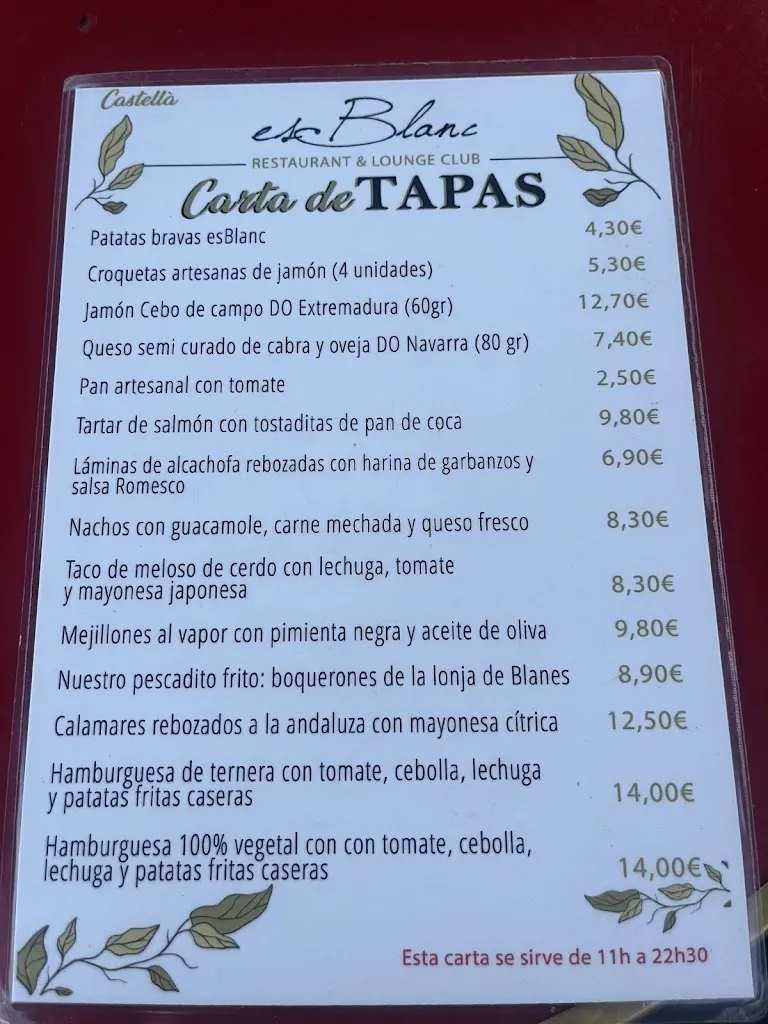 Castellà
esBlanc
RESTAURANT & LOUNGE CLUB
Carta de TAPAS
Patatas bravas esBlanc 4,30€
Croquetas artesanas de jamón (4 unidades) 5,30€
Jamón Cebo de campo DO Extremadura (60gr) 12,70€
Queso semi curado de cabra y oveja DO Navarra (80 gr) 7,40€
Pan artesanal con tomate 2,50€
Tartar de salmón con tostaditas de pan de coca 9,80€
Láminas de alcachofa rebozadas con harina de garbanzos y 6,90€
salsa Romesco
Nachos con guacamole, carne mechada y queso fresco 8,30€
Taco de meloso de cerdo con lechuga, tomate
y mayonesa japonesa 8,30€
Mejillones al vapor con pimienta negra y aceite de oliva 9,80€
Nuestro pescadito frito: boquerones de la lonja de Blanes 8,90€
Calamares rebozados a la andaluza con mayonesa cítrica 12,50€
Hamburguesa de ternera con tomate, cebolla, lechuga
y patatas fritas caseras 14,00€
Hamburguesa 100% vegetal con con tomate, cebolla,
lechuga y patatas fritas caseras 14,00€
Esta carta se sirve de 11h a 22h30